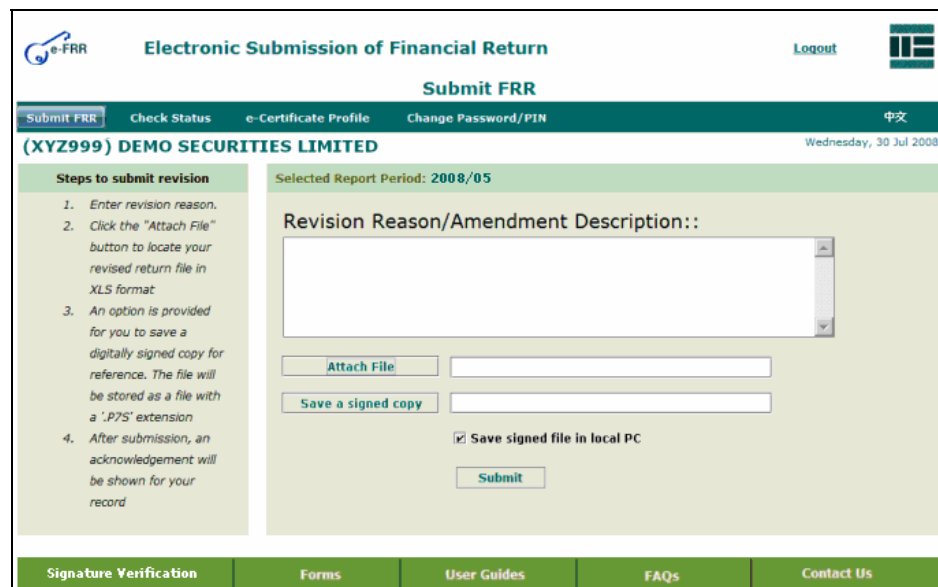 e-FRR
Electronic Submission of Financial Return
Logout
Submit FRR
Submit FRR
Check Status
e-Certificate Profile
Change Password/PIN
中文
(XYZ999) DEMO SECURITIES LIMITED
Wednesday, 30 Jul 2008
Steps to submit revision
1. Enter revision reason.
2. Click the "Attach File"
button to locate your
revised return file in
XLS format
3. An option is provided
for you to save a
digitally signed copy for
reference. The file will
be stored as a file with
a '.P7S' extension
4. After submission, an
acknowledgement will
be shown for your
record
Selected Report Period: 2008/05
Revision Reason/Amendment Description::
Attach File
Save a signed copy
Save signed file in local PC
Submit
Signature Verification
Forms
User Guides
FAQs
Contact Us